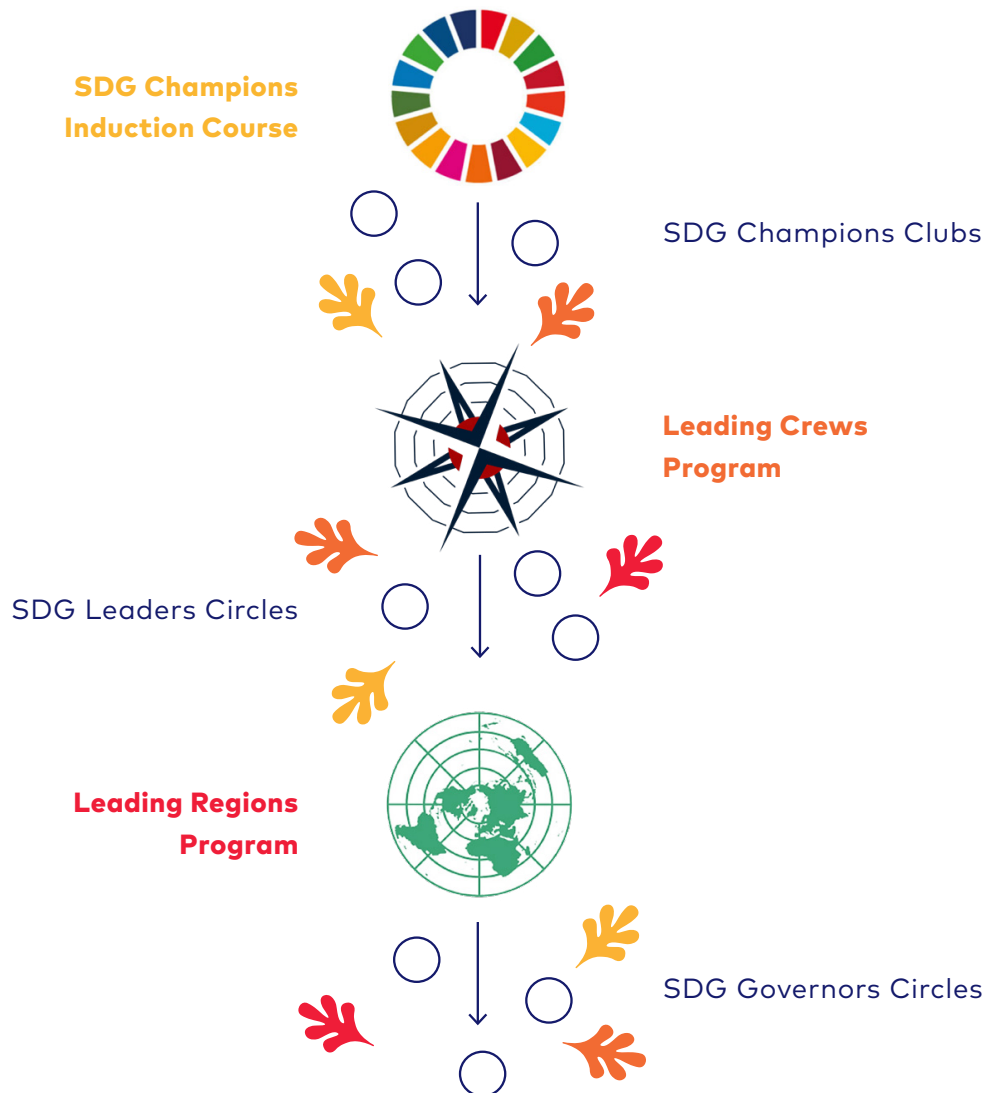 SDG Champions
Induction Course
SDG Champions Clubs
Leading Crews
Program
SDG Leaders Circles
Leading Regions
Program
SDG Governors Circles